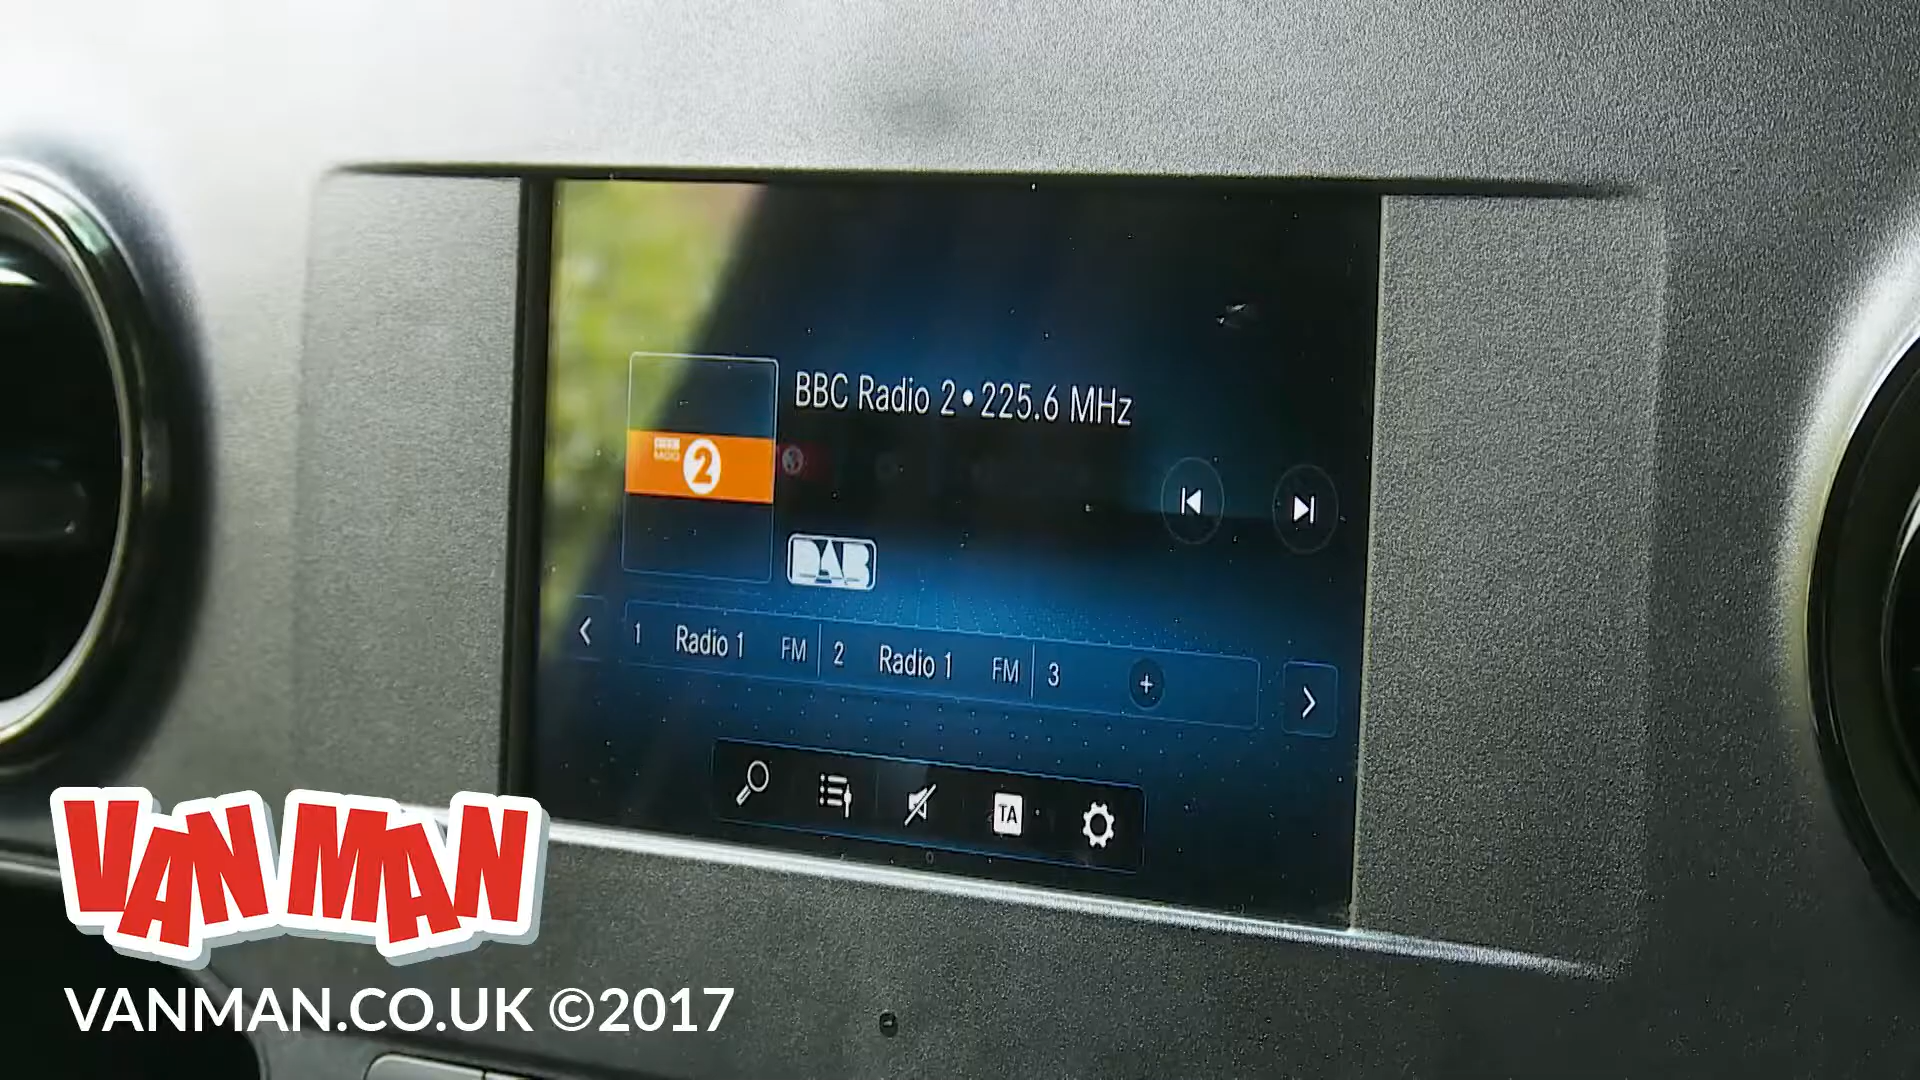 BBC Radio 2 • 225.6 MHz
BBC
2
DAB
1 Radio 1 FM 2 Radio 1 FM 3 +
TA
VAN MAN
VANMAN.CO.UK ©2017